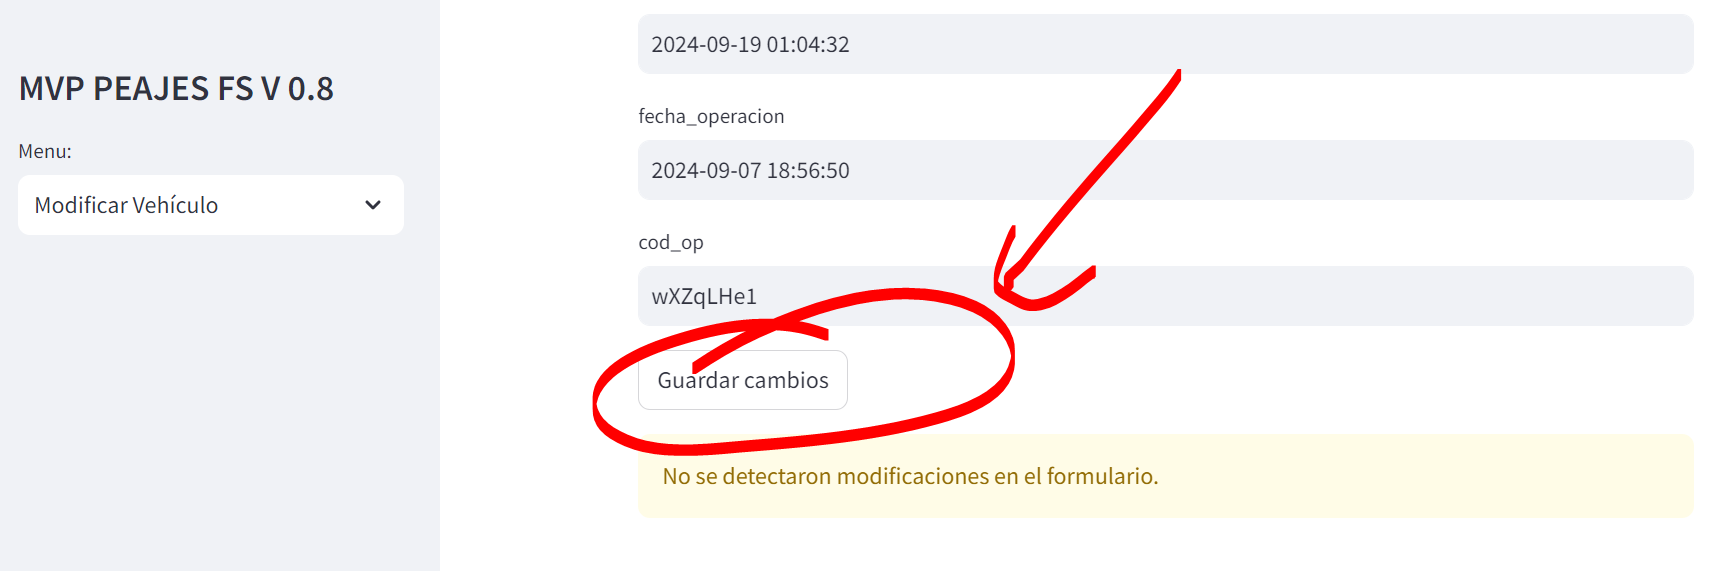 MVP PEAJES FS V 0.8
Menu:
Modificar Vehículo
2024-09-19 01:04:32
fecha_operacion
2024-09-07 18:56:50
cod_op
wXZqLHe1
Guardar cambios
No se detectaron modificaciones en el formulario.